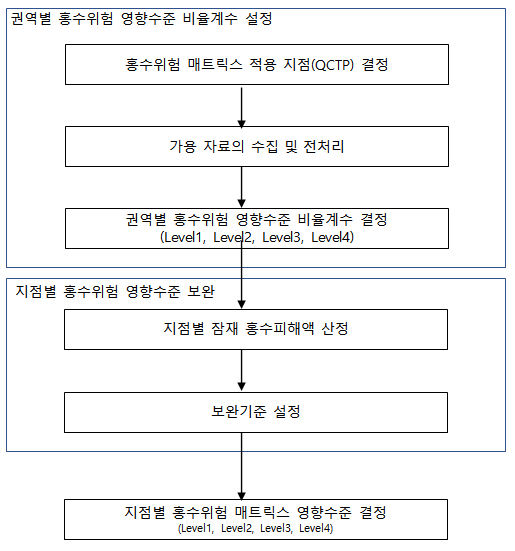 권역별 홍수위험 영향수준 비율계수 설정
홍수위험 매트릭스 적용 지점(QCTP) 결정
가용 자료의 수집 및 전처리
권역별 홍수위험 영향수준 비율계수 결정
(Level1, Level2, Level3, Level4)
지점별 홍수위험 영향수준 보완
지점별 잠재 홍수피해액 산정
보완기준 설정
지점별 홍수위험 매트릭스 영향수준 결정
(Level1, Level2, Level3, Level4)